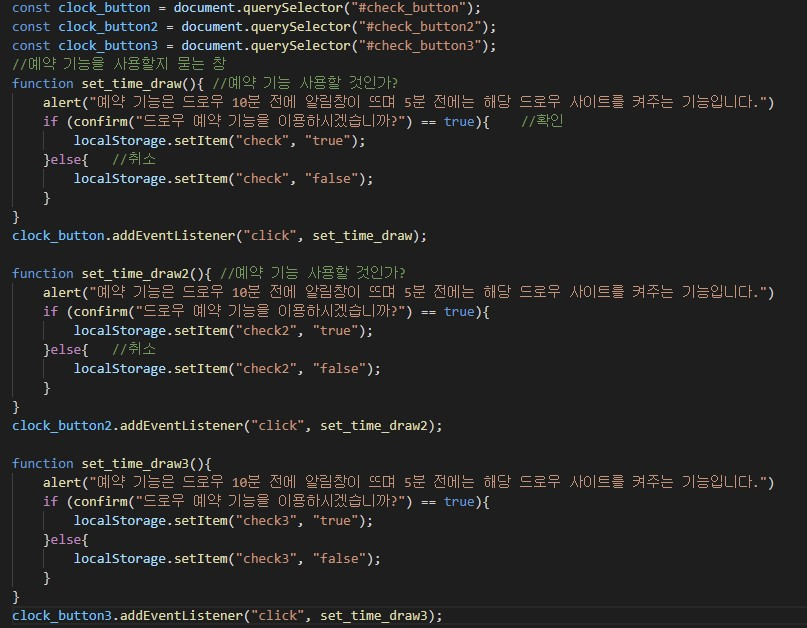 const clock_button = document.querySelector("#check_button");
const clock_button2 = document.querySelector("#check_button2");
const clock_button3 = document.querySelector("#check_button3");
//예약 기능을 사용할지 묻는 창
function set_time_draw(){ //예약 기능 사용할 것인가?
    alert("예약 기능은 드로우 10분 전에 알림창이 뜨며 5분 전에는 해당 드로우 사이트를 켜주는 기능입니다.")
    if (confirm("드로우 예약 기능을 이용하시겠습니까?") == true){    //확인
        localStorage.setItem("check", "true");
    }else{   //취소
        localStorage.setItem("check", "false");
    }
}
clock_button.addEventListener("click", set_time_draw);
function set_time_draw2(){ //예약 기능 사용할 것인가?
    alert("예약 기능은 드로우 10분 전에 알림창이 뜨며 5분 전에는 해당 드로우 사이트를 켜주는 기능입니다.")
    if (confirm("드로우 예약 기능을 이용하시겠습니까?") == true){
        localStorage.setItem("check2", "true");
    }else{   //취소
        localStorage.setItem("check2", "false");
    }
}
clock_button2.addEventListener("click", set_time_draw2);
function set_time_draw3(){
    alert("예약 기능은 드로우 10분 전에 알림창이 뜨며 5분 전에는 해당 드로우 사이트를 켜주는 기능입니다.")
    if (confirm("드로우 예약 기능을 이용하시겠습니까?") == true){
        localStorage.setItem("check3", "true");
    }else{
        localStorage.setItem("check3", "false");
    }
}
clock_button3.addEventListener("click", set_time_draw3);